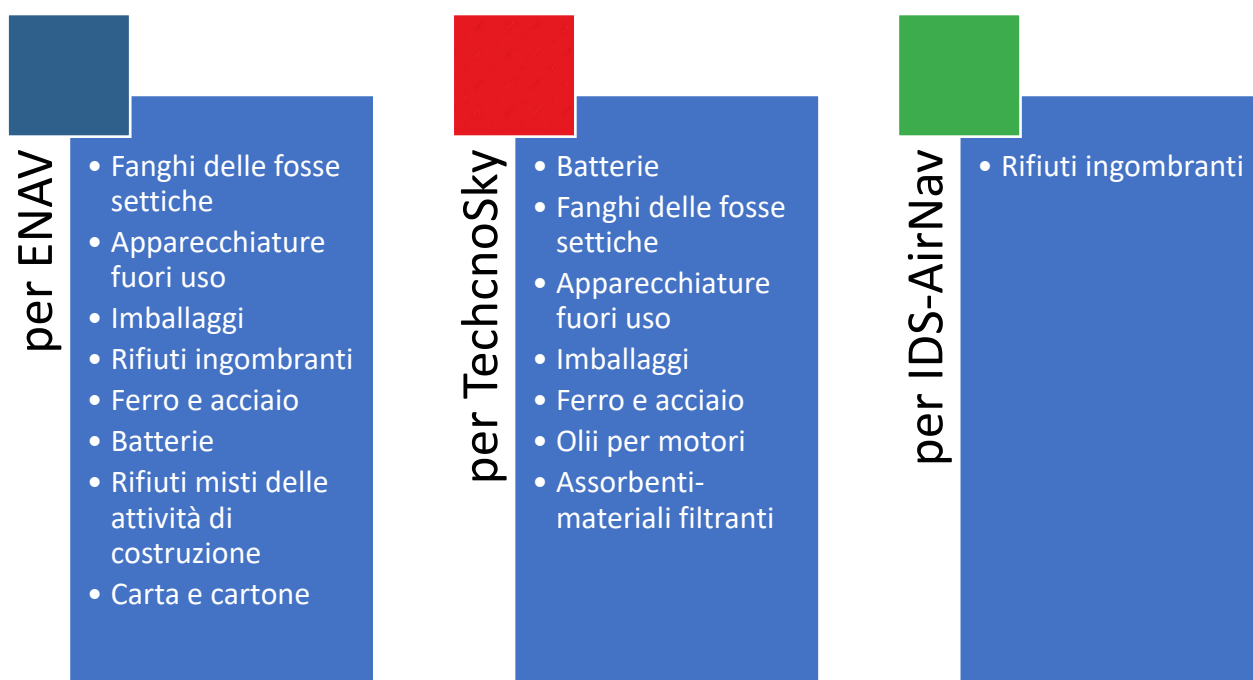 per ENAV
• Fanghi delle fosse
settiche
• Apparecchiature
fuori uso
• Imballaggi
• Rifiuti ingombranti
• Ferro e acciaio
• Batterie
• Rifiuti misti delle
attività di
costruzione
• Carta e cartone
per TechcnoSky
• Batterie
• Fanghi delle fosse
settiche
• Apparecchiature
fuori uso
• Imballaggi
• Ferro e acciaio
• Olii per motori
• Assorbenti-
materiali filtranti
per IDS-AirNav
• Rifiuti ingombranti